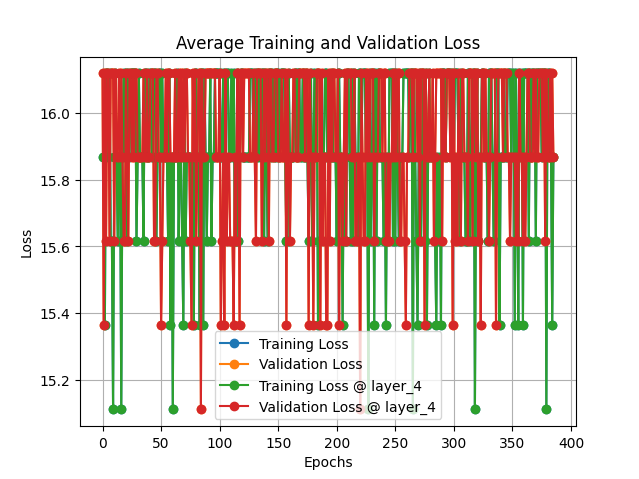 Average Training and Validation Loss
Loss
16.0
15.8
15.6
15.4
15.2
Training Loss
Validation Loss
Training Loss @ layer_4
Validation Loss @ layer_4
0
50
100
150
200
250
300
350
400
Epochs